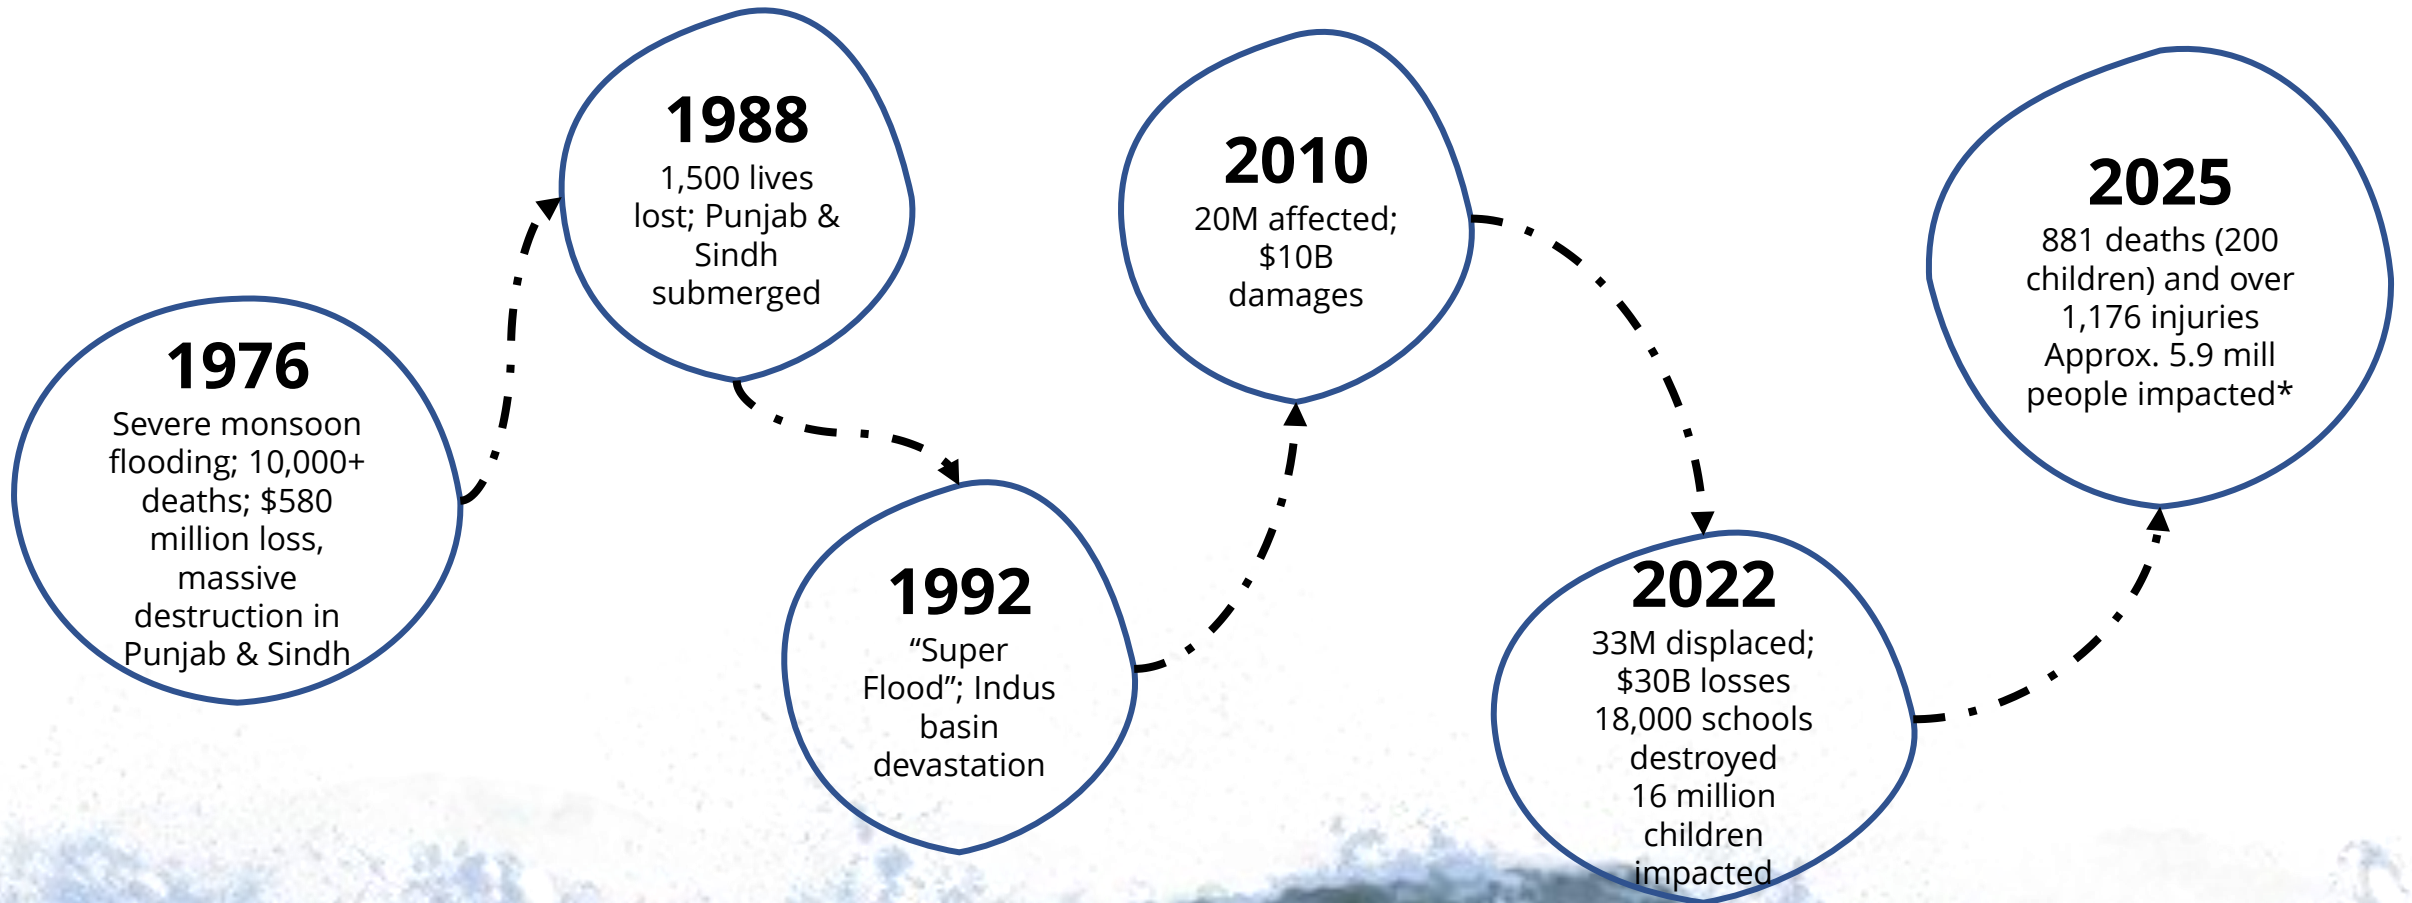 1976
Severe monsoon
flooding; 10,000+
deaths; $580
million loss,
massive
destruction in
Punjab & Sindh
1988
1,500 lives
lost; Punjab &
Sindh
submerged
1992
“Super
Flood”; Indus
basin
devastation
2010
20M affected;
$10B
damages
2022
33M displaced;
$30B losses
18,000 schools
destroyed
16 million
children
impacted
2025
881 deaths (200
children) and over
1,176 injuries
Approx. 5.9 mill
people impacted*